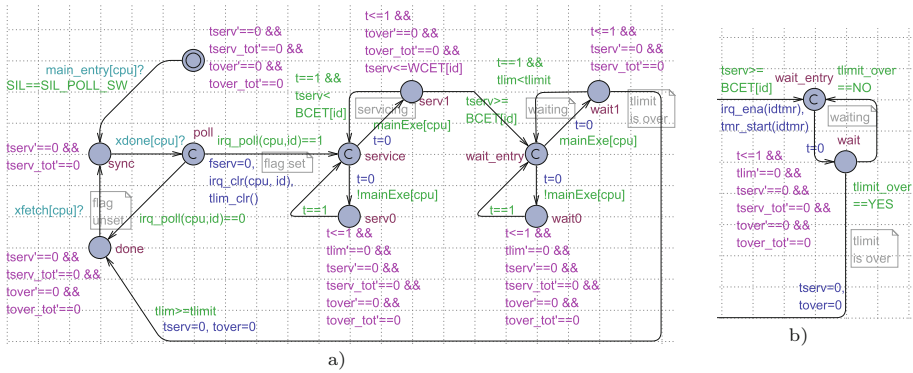 tserv'==0 &&
tserv_tot'==0 &&
tover'==0 &&
tover_tot'==0
main_entry[cpu]?
SIL==SIL_POLL_SW
t<=1 &&
tover'==0 &&
tover_tot'==0 &&
tserv<=WCET[id]
t<=1 &&
tserv'==0 &&
tserv_tot'==0
t==1 &&
tserv<
BCET[id]
serv1
servicing
mainExe[cpu]
t=0
t==1 &&
tlim<tlimit
tserv>=
BCET[id]
waiting
wait1
tlimit
is over
t=0
mainExe[cpu]
tserv'==0 &&
tserv_tot'==0
sync
xdone[cpu]?
poll
C
irq_poll(cpu,id)==1
fserv=0,
irq_clr(cpu, id),
tlim_clr()
flag set
C
service
wait_entry
C
t=0
!mainExe[cpu]
t=0
!mainExe[cpu]
xfetch[cpu]?
flag
unset
irq_poll(cpu,id)==0
t==1
serv0
t==1
wait0
done
tserv'==0 &&
tserv_tot'==0 &&
tover'==0 &&
tover_tot'==0
t<=1 &&
tlim'==0 &&
tserv'==0 &&
tserv_tot'==0 &&
tover'==0 &&
tover_tot'==0
t<=1 &&
tlim'==0 &&
tserv'==0 &&
tserv_tot'==0 &&
tover'==0 &&
tover_tot'==0
tlim>=tlimit
tserv=0, tover=0
a)
tserv>=
BCET[id]
wait_entry
C
tlimit_over
==NO
irq_ena(idtmr),
tmr_start(idtmr)
waiting
t=0
wait
t<=1 &&
tlim'==0 &&
tserv'==0 &&
tserv_tot'==0 &&
tover'==0 &&
tover_tot'==0
tlimit_over
==YES
tlimit
is over
tserv=0,
tover=0
b)